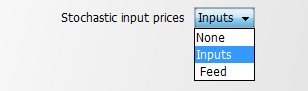 Stochastic input prices Inputs
None
Inputs
Feed